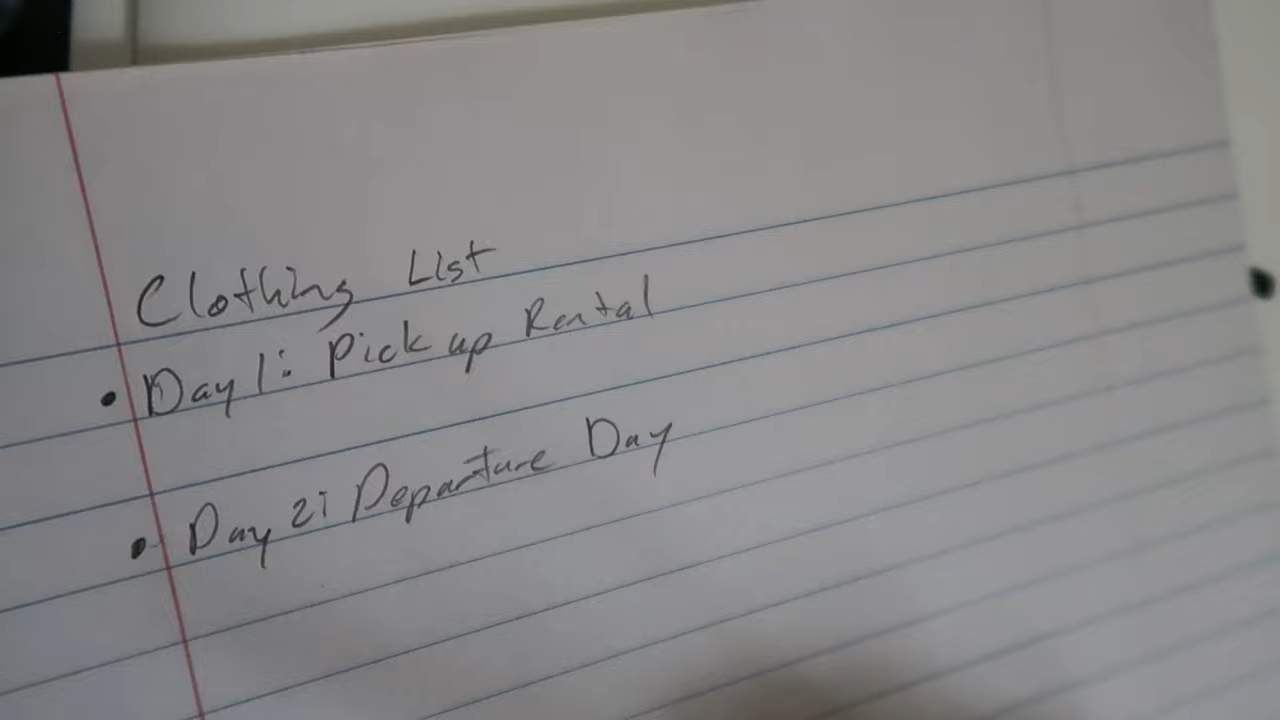 Clothing List
• Day 1: Pick up Rental
• Day 2: Departure Day